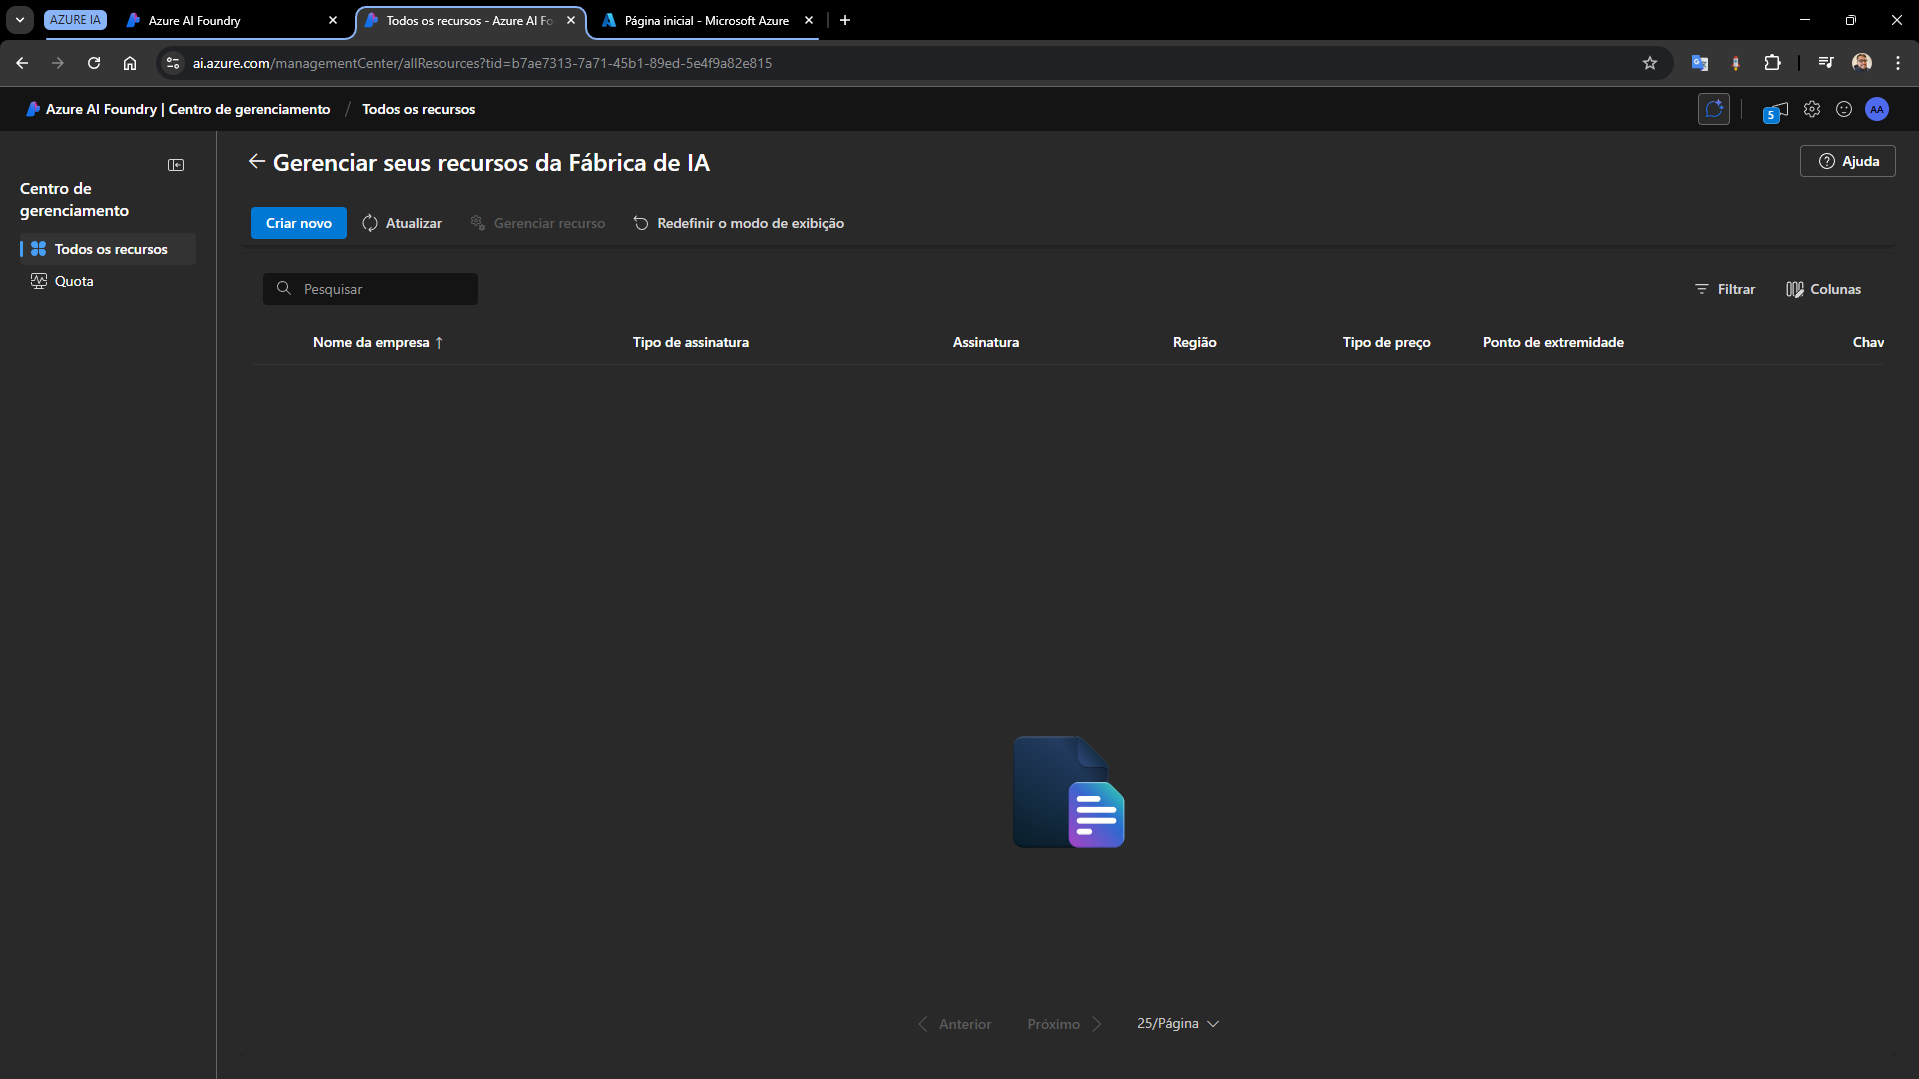 AZURE IA
Azure AI Foundry
Todos os recursos - Azure AI Fo
Página inicial - Microsoft Azure
ai.azure.com/managementCenter/allResources?tid=b7ae7313-7a71-45b1-89ed-5e4f9a82e815
Azure AI Foundry | Centro de gerenciamento / Todos os recursos
5
AA
Centro de
gerenciamento
Todos os recursos
Quota
Gerenciar seus recursos da Fábrica de IA
Ajuda
Criar novo
Atualizar
Gerenciar recurso
Redefinir o modo de exibição
Pesquisar
Filtrar
Colunas
Nome da empresa ↑
Tipo de assinatura
Assinatura
Região
Tipo de preço
Ponto de extremidade
Chav
Anterior
Próximo
25/Página